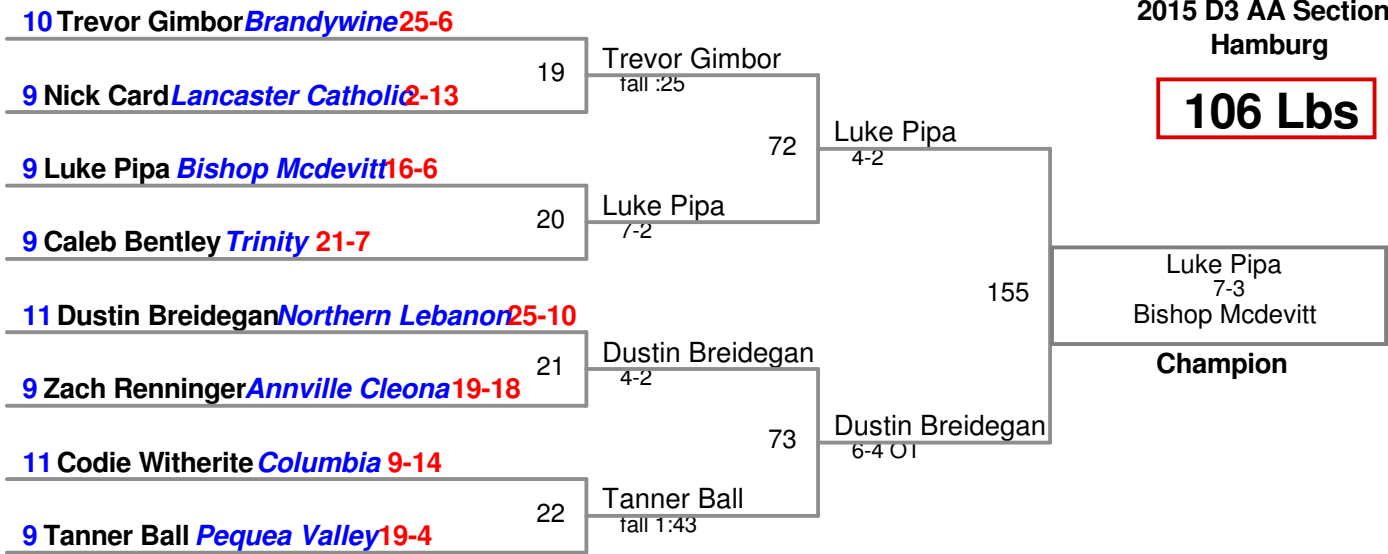 2015 D3 AA Section
Hamburg
106 Lbs
10 Trevor Gimbor Brandywine 25-6
9 Nick Card Lancaster Catholic 2-13
9 Luke Pipa Bishop Mcdevitt 16-6
9 Caleb Bentley Trinity 21-7
11 Dustin Breidegan Northern Lebanon 25-10
9 Zach Renninger Annville Cleona 19-18
11 Codie Witherite Columbia 9-14
9 Tanner Ball Pequea Valley 19-4
19
Trevor Gimbor
fall :25
20
Luke Pipa
7-2
21
Dustin Breidegan
4-2
22
Tanner Ball
fall 1:43
72
Luke Pipa
4-2
73
Dustin Breidegan
6-4 OT
155
Luke Pipa
7-3
Bishop Mcdevitt
Champion